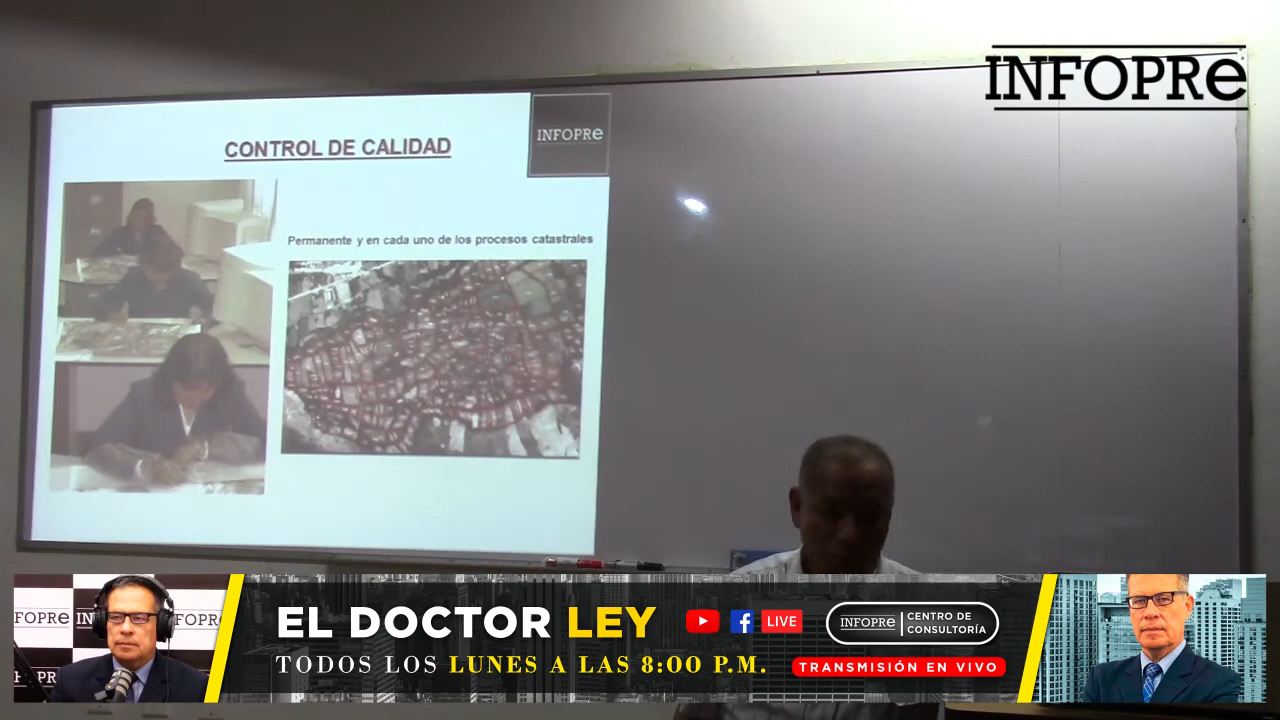 INFOPRe
CONTROL DE CALIDAD
INFOPRe
Permanente y en cada uno de los procesos catastrales
EL DOCTOR LEY
LIVE
TODOS LOS LUNES A LAS 8:00 P.M.
INFOPRe
CENTRO DE
CONSULTORÍA
TRANSMISIÓN EN VIVO